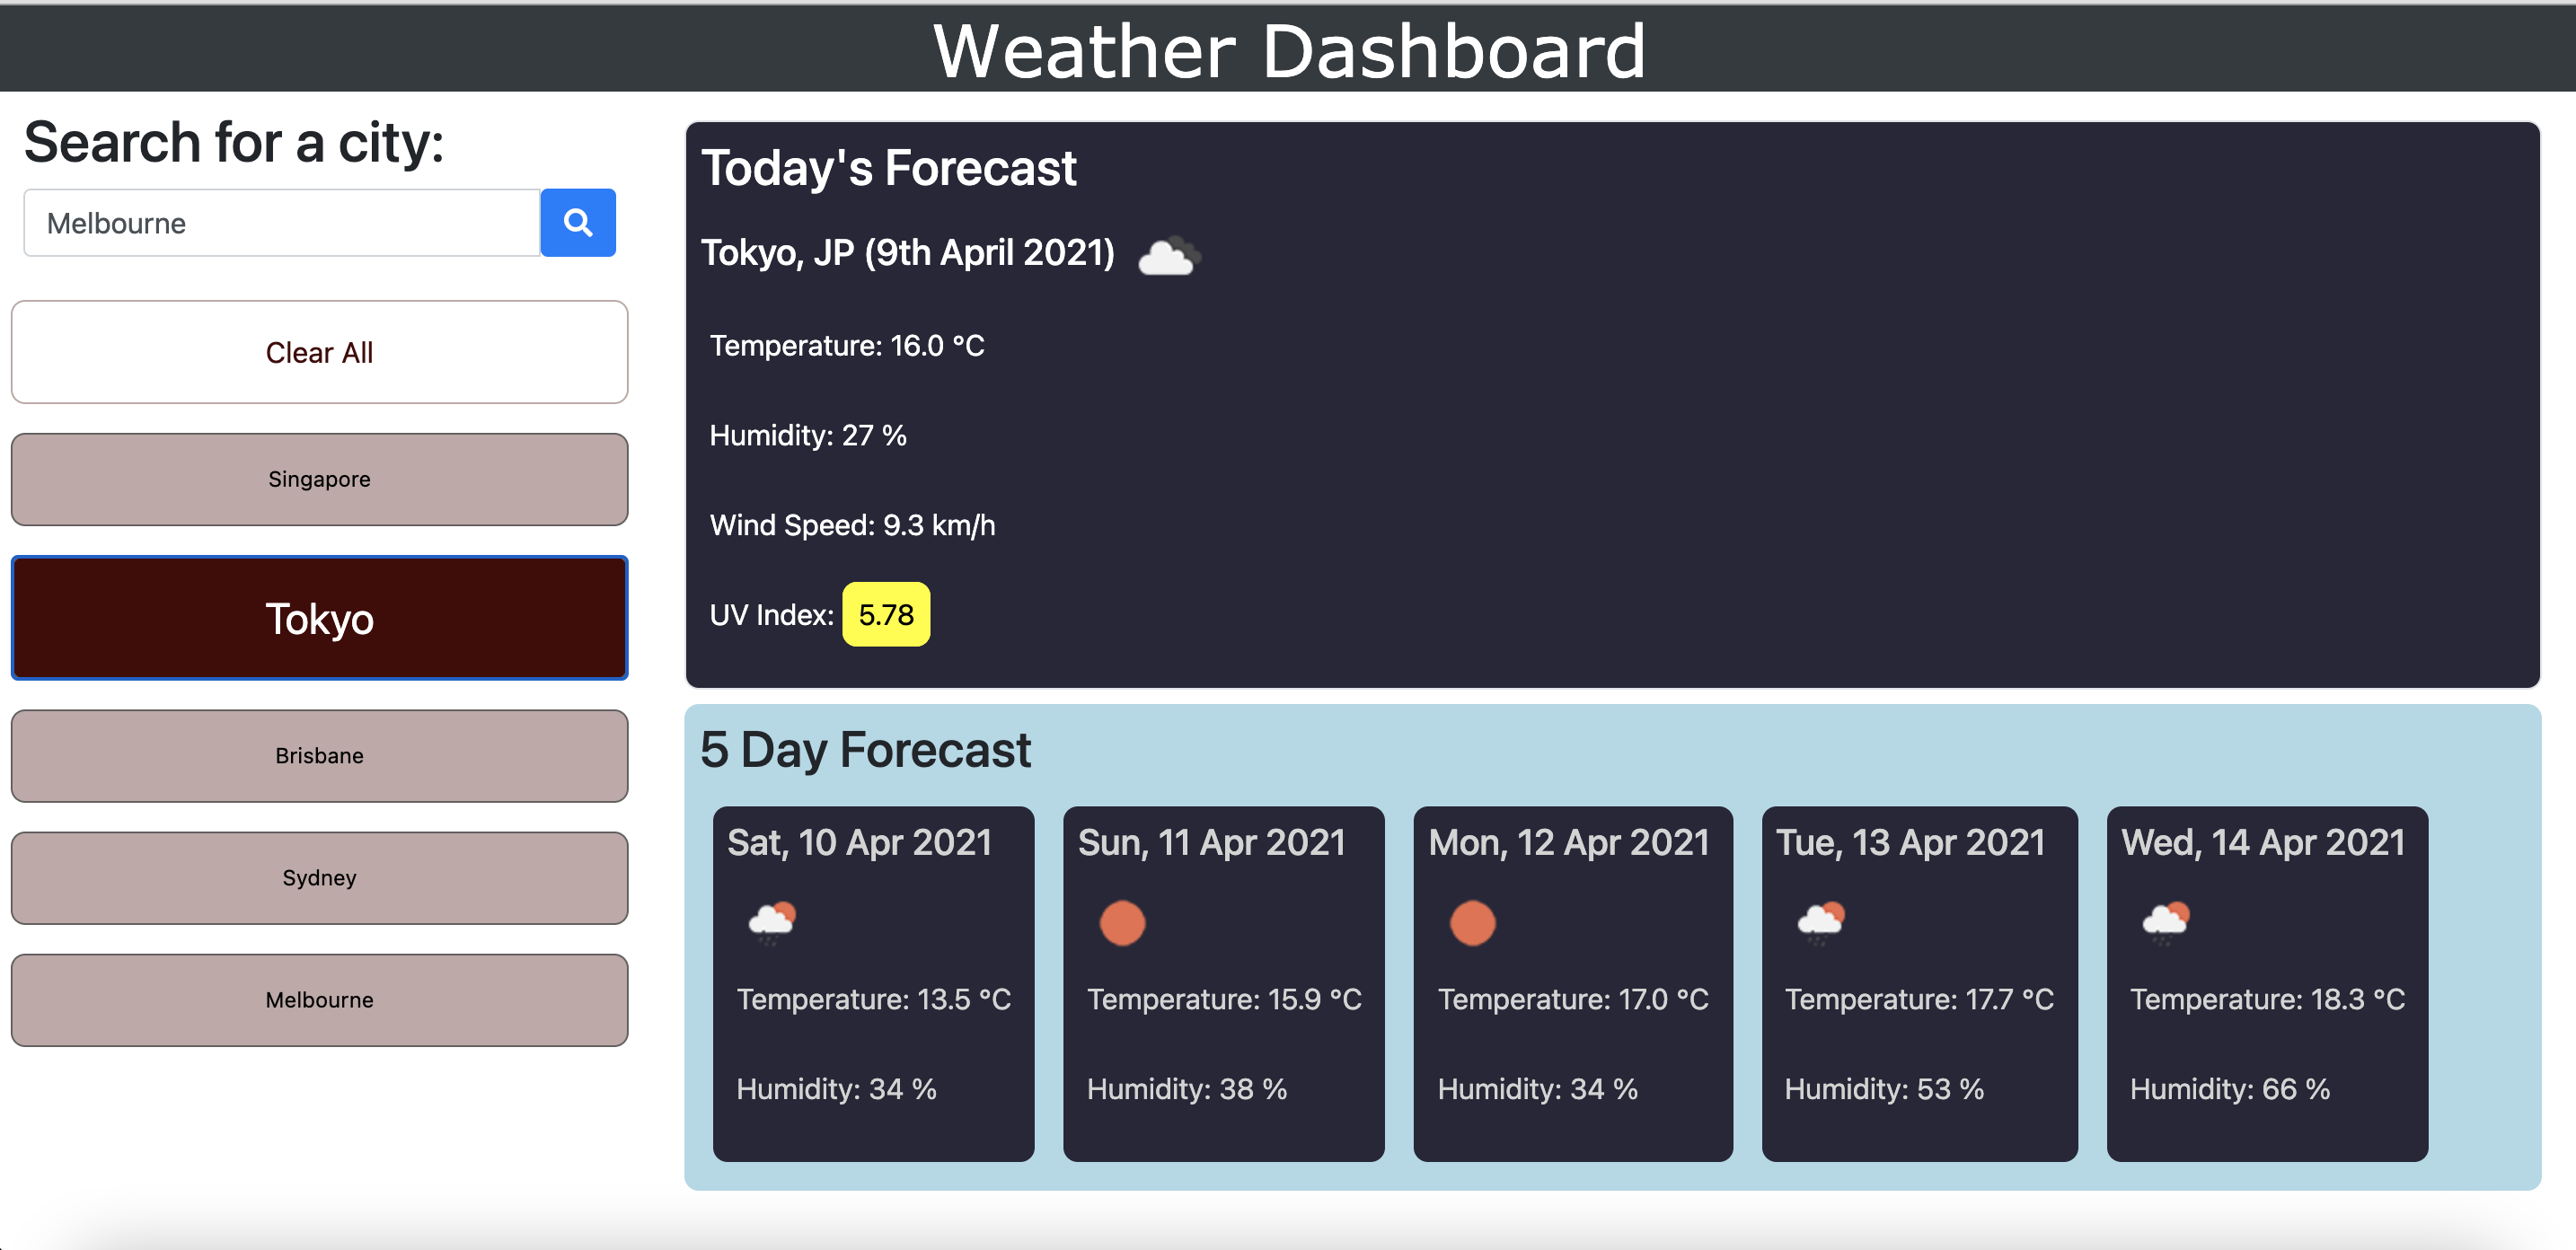 Weather Dashboard
Search for a city:
Melbourne
Clear All
Singapore
Tokyo
Brisbane
Sydney
Melbourne
Today's Forecast
Tokyo, JP (9th April 2021)
Temperature: 16.0 °C
Humidity: 27 %
Wind Speed: 9.3 km/h
UV Index: 5.78
5 Day Forecast
Sat, 10 Apr 2021
Temperature: 13.5 °C
Humidity: 34 %
Sun, 11 Apr 2021
Temperature: 15.9 °C
Humidity: 38 %
Mon, 12 Apr 2021
Temperature: 17.0 °C
Humidity: 34 %
Tue, 13 Apr 2021
Temperature: 17.7 °C
Humidity: 53 %
Wed, 14 Apr 2021
Temperature: 18.3 °C
Humidity: 66 %